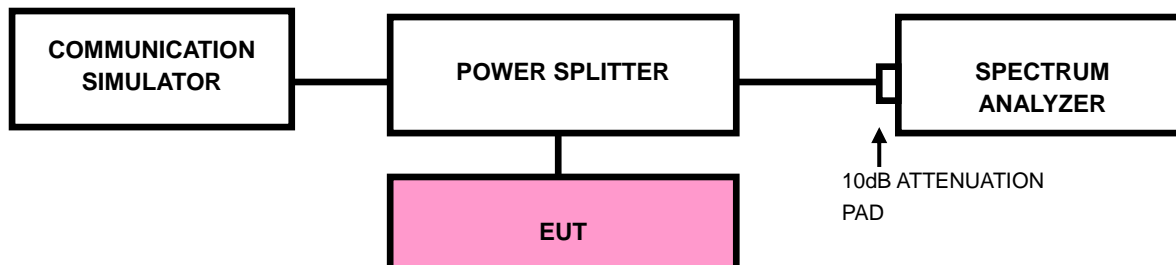 COMMUNICATION
SIMULATOR
POWER SPLITTER
SPECTRUM
ANALYZER
10dB ATTENUATION
PAD
EUT